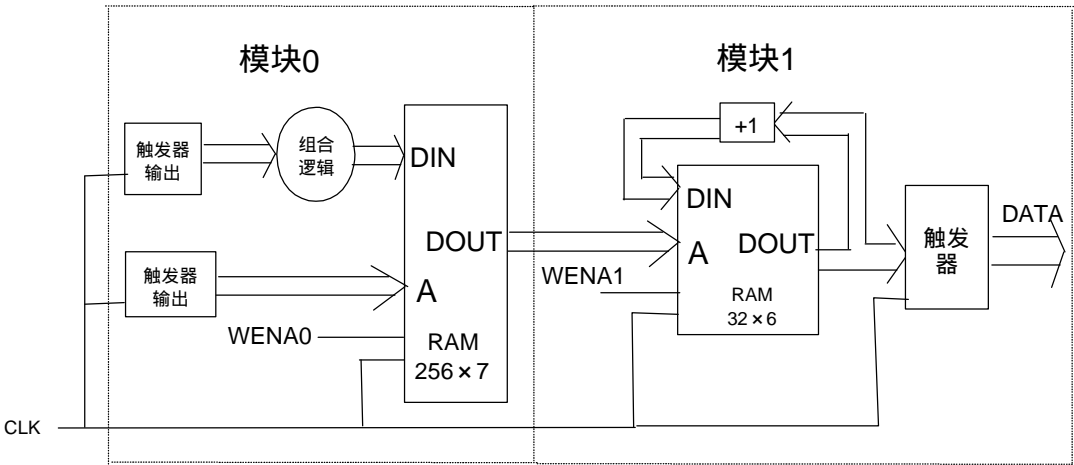 模块0
模块1
触发器
输出
组合
逻辑
DIN
DOUT
触发器
输出
A
WENA0
RAM
256×7
CLK
+1
DIN
A
DOUT
WENA1
RAM
32×6
触发
器
DATA